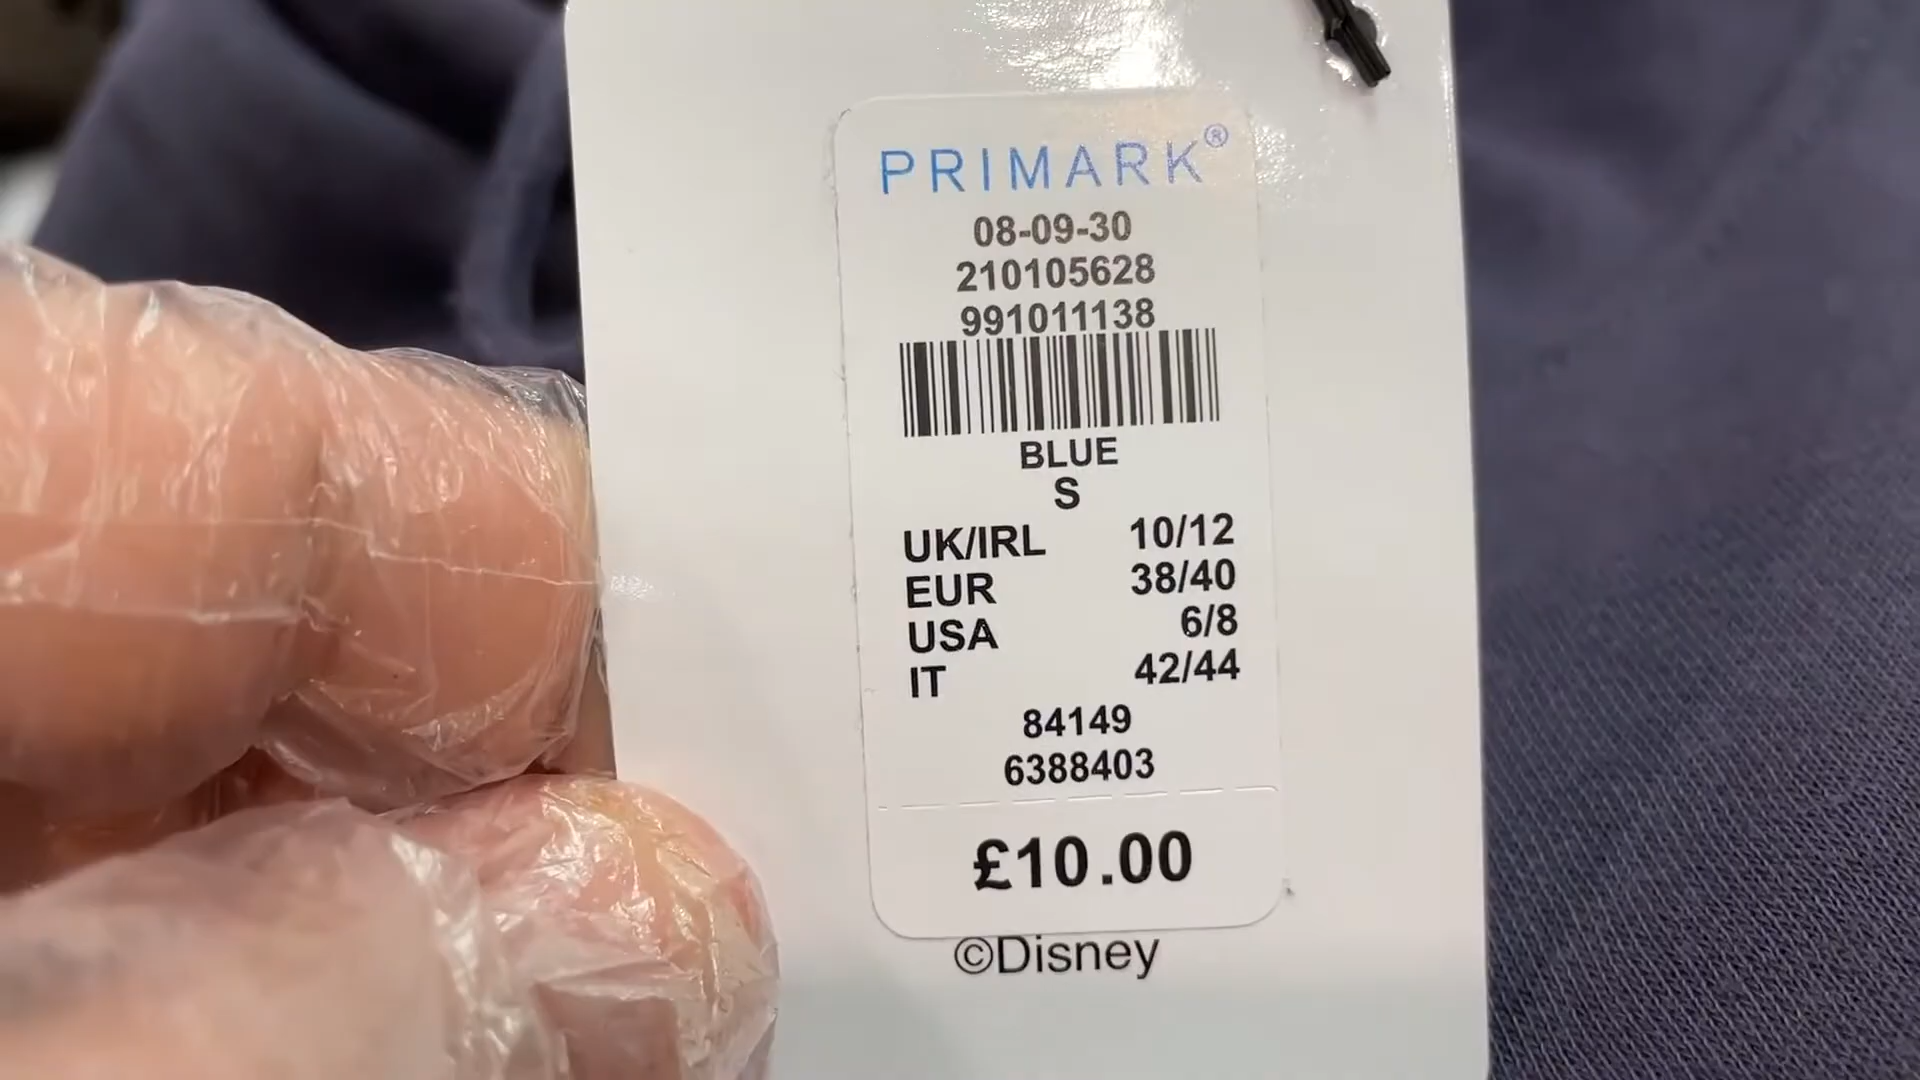 PRIMARK®
08-09-30
210105628
991011138
BLUE
S
UK/IRL 10/12
EUR 38/40
USA 6/8
IT 42/44
84149
6388403
£10.00
©Disney